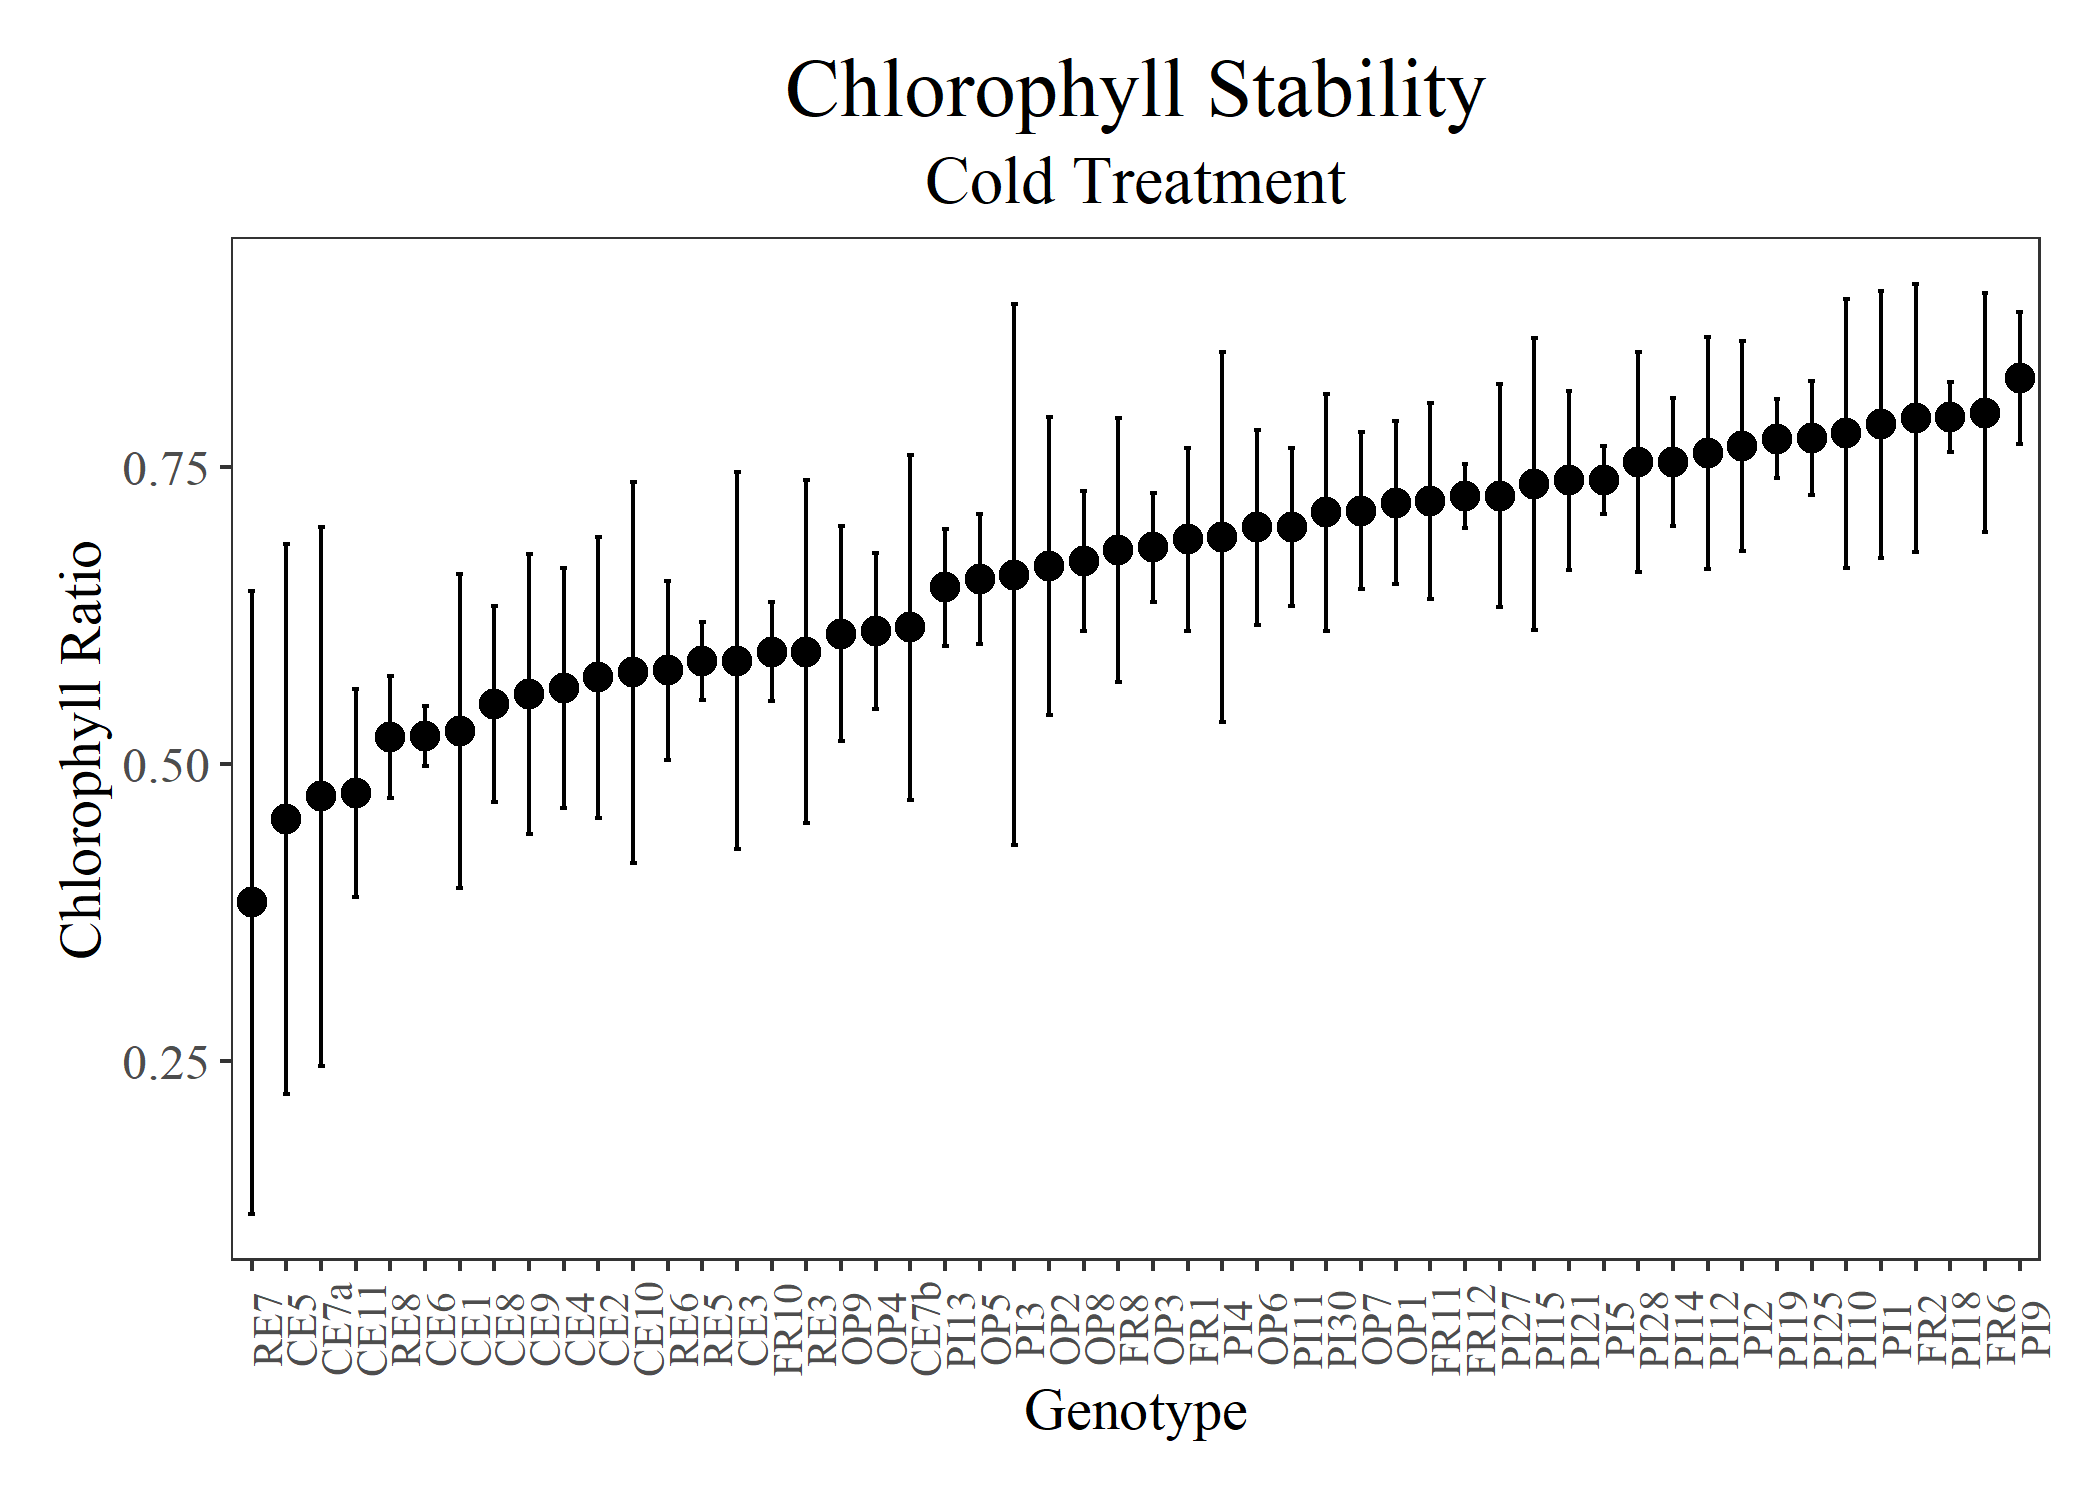 Chlorophyll Stability
Cold Treatment
Chlorophyll Ratio
0.75
0.50
0.25
RE7
CE5
CE7a
CE11
RE8
CE6
CE1
CE8
CE9
CE4
CE2
CE10
RE6
RE5
CE3
FR10
RE3
OP9
OP4
CE7b
PI13
OP5
PI3
OP2
OP8
FR8
OP3
FR1
PI4
OP6
PI11
PI30
OP7
OP1
FR11
FR12
PI27
PI15
PI21
PI5
PI28
PI14
PI12
PI2
PI19
PI25
PI10
PI1
FR2
PI18
FR6
PI9
Genotype